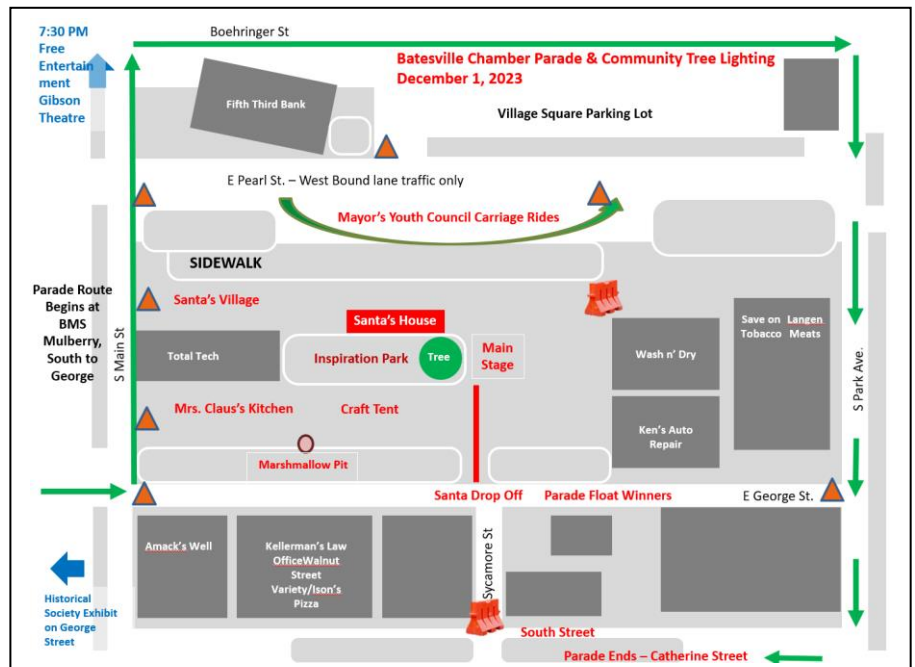 7:30 PM
Free
Entertain
ment
Gibson
Theatre
Boehringer St
Batesville Chamber Parade & Community Tree Lighting
December 1, 2023
Fifth Third Bank
Village Square Parking Lot
E Pearl St. – West Bound lane traffic only
Mayor's Youth Council Carriage Rides
SIDEWALK
Parade Route
Begins at
BMS
Mulberry,
South to
George
S Main St
Santa's Village
Santa's House
Total Tech
Inspiration Park
Tree
Main
Stage
Wash n' Dry
Save on
Tobacco
Langen
Meats
S Park Ave.
Mrs. Claus's Kitchen
Craft Tent
Ken's Auto
Repair
Marshmallow Pit
Santa Drop Off
Parade Float Winners
E George St.
Amack's Well
Kellerman's Law
OfficeWalnut
Street
Variety/Ison's
Pizza
Sycamore St
Historical
Society Exhibit
on George
Street
South Street
Parade Ends – Catherine Street